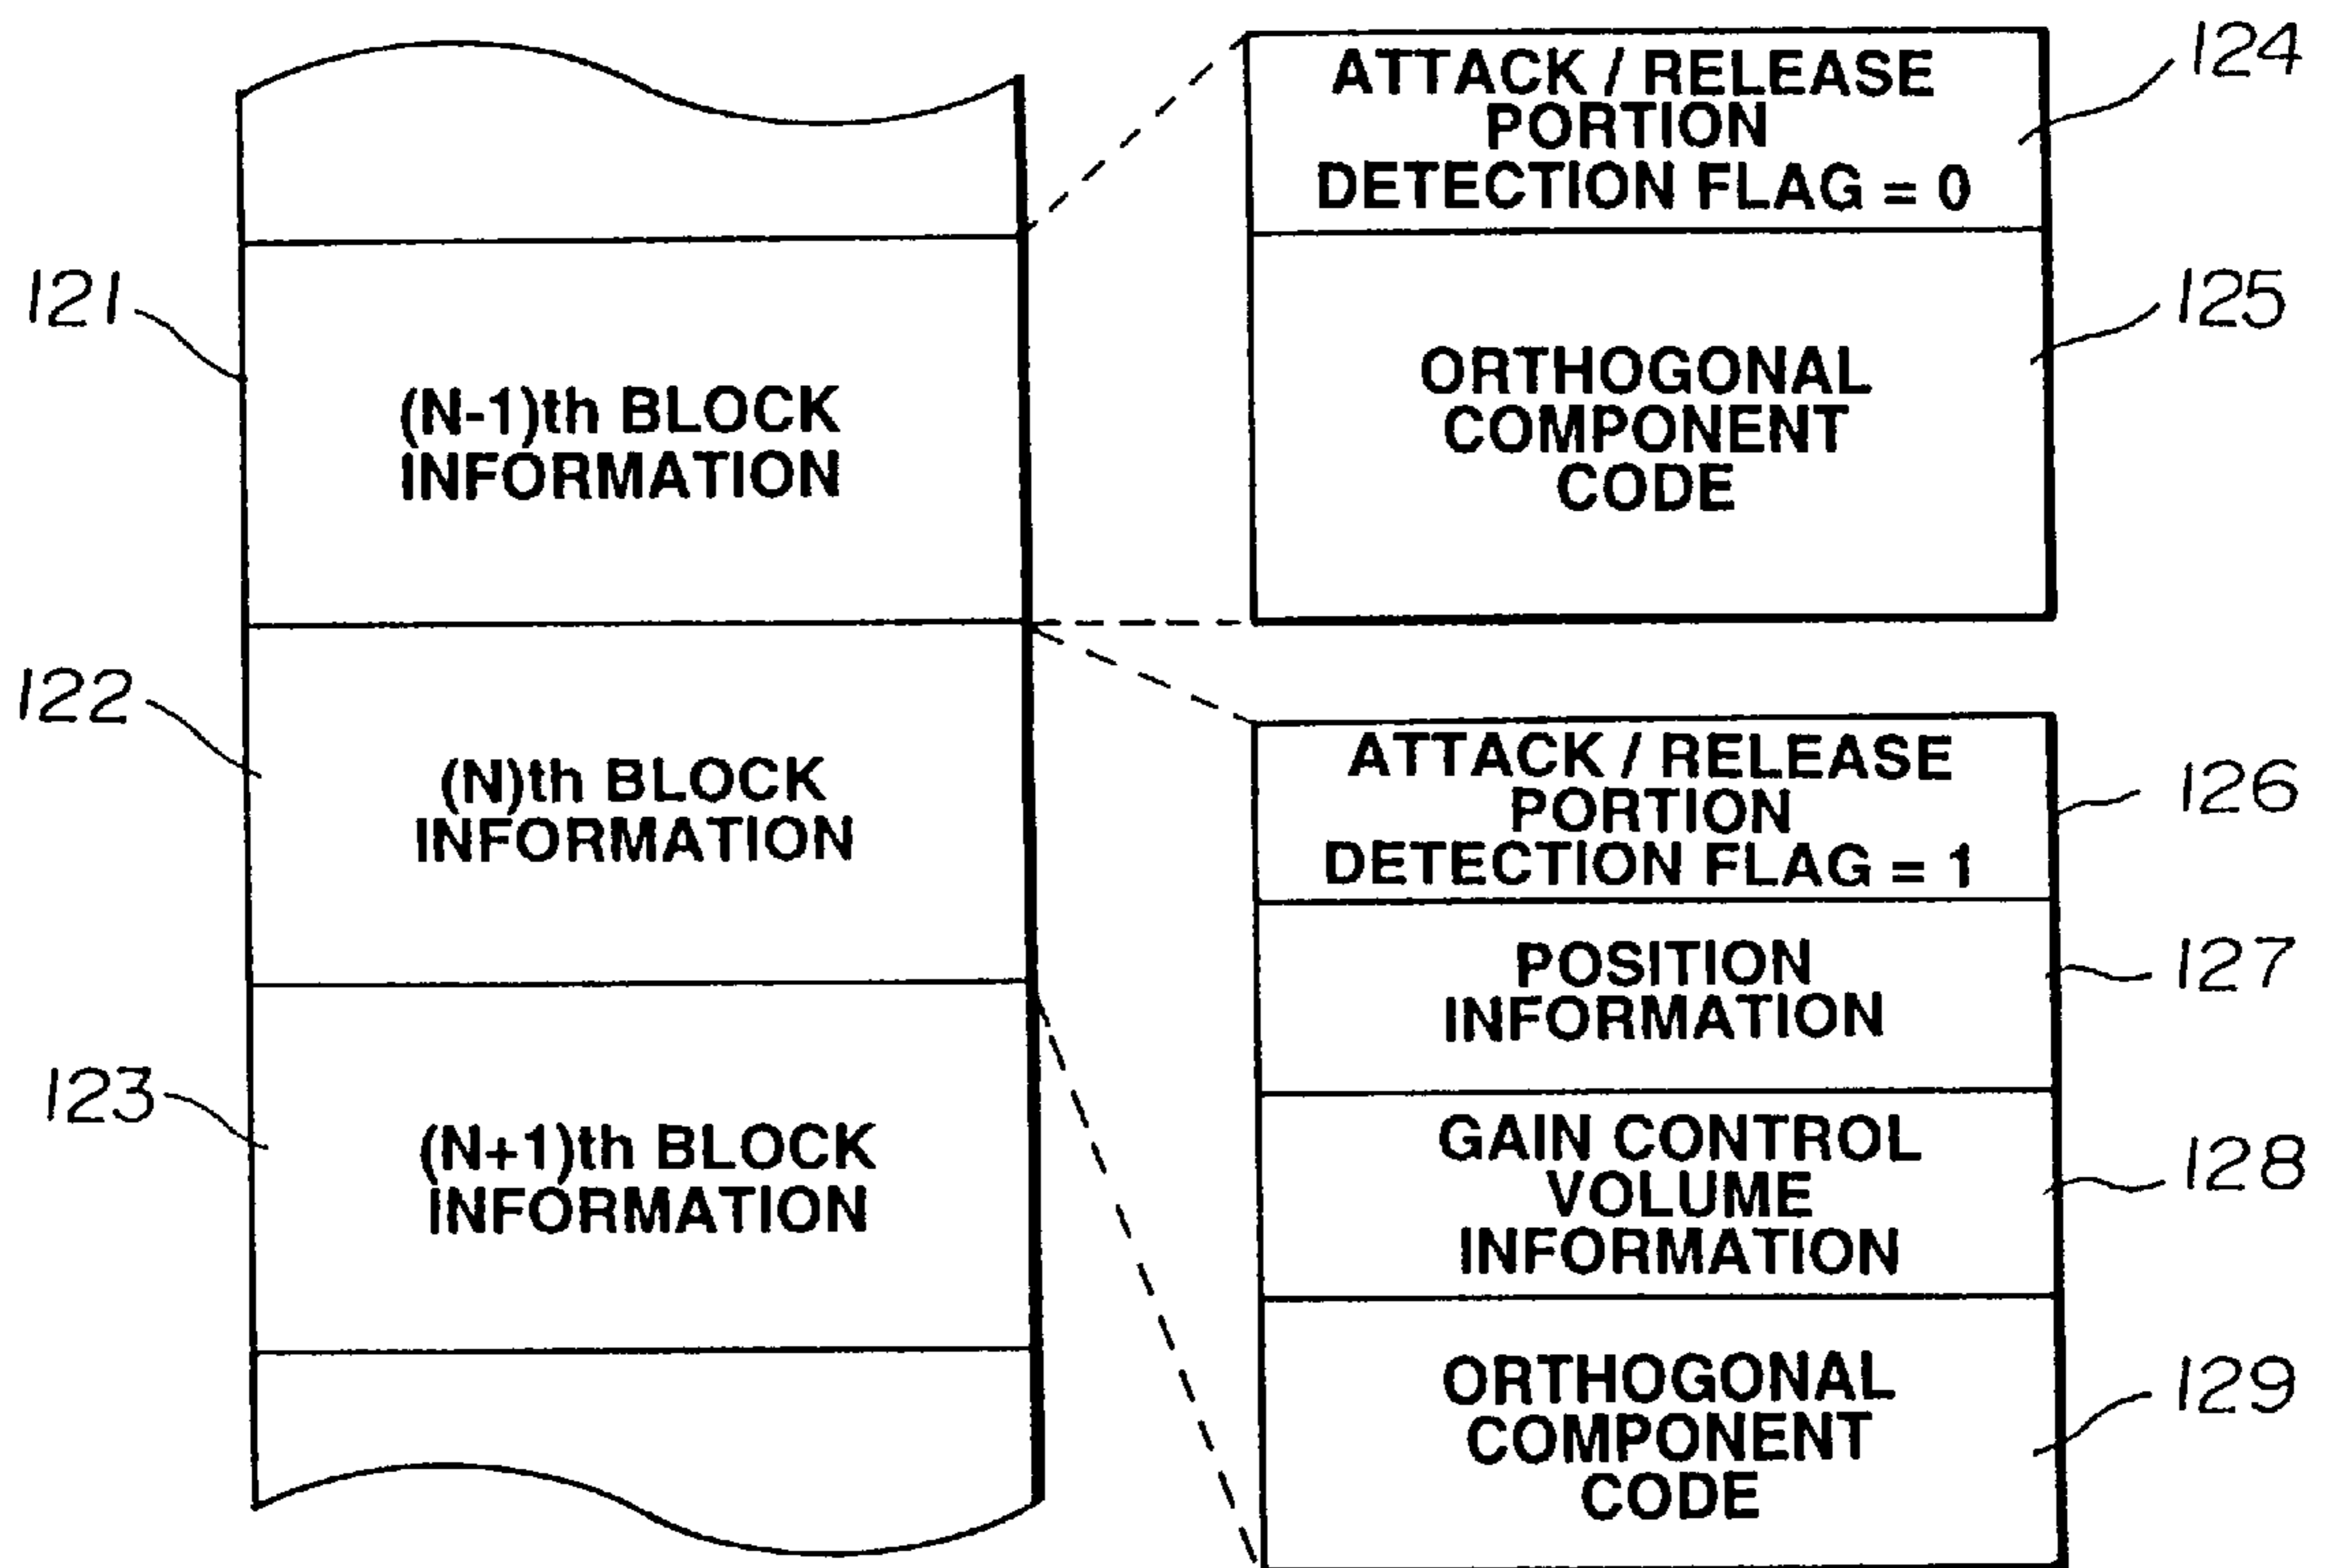 121
(N-1)th BLOCK
INFORMATION
122
(N)th BLOCK
INFORMATION
123
(N+1)th BLOCK
INFORMATION
ATTACK / RELEASE
PORTION
DETECTION FLAG = 0
124
ORTHOGONAL
COMPONENT
CODE
125
ATTACK / RELEASE
PORTION
DETECTION FLAG = 1
126
POSITION
INFORMATION
127
GAIN CONTROL
VOLUME
INFORMATION
128
ORTHOGONAL
COMPONENT
CODE
129